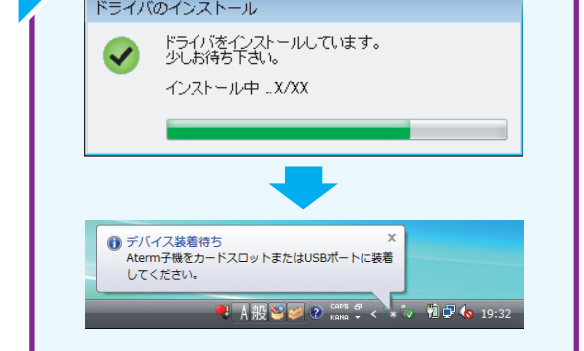 ドライバのインストール
ドライバをインストールしています。
少しお待ち下さい。
インストール中 ..X/XX
デバイス装着待ち
Aterm子機をカードスロットまたはUSBポートに装着
してください。
A 般 CAPS KANA 19:32